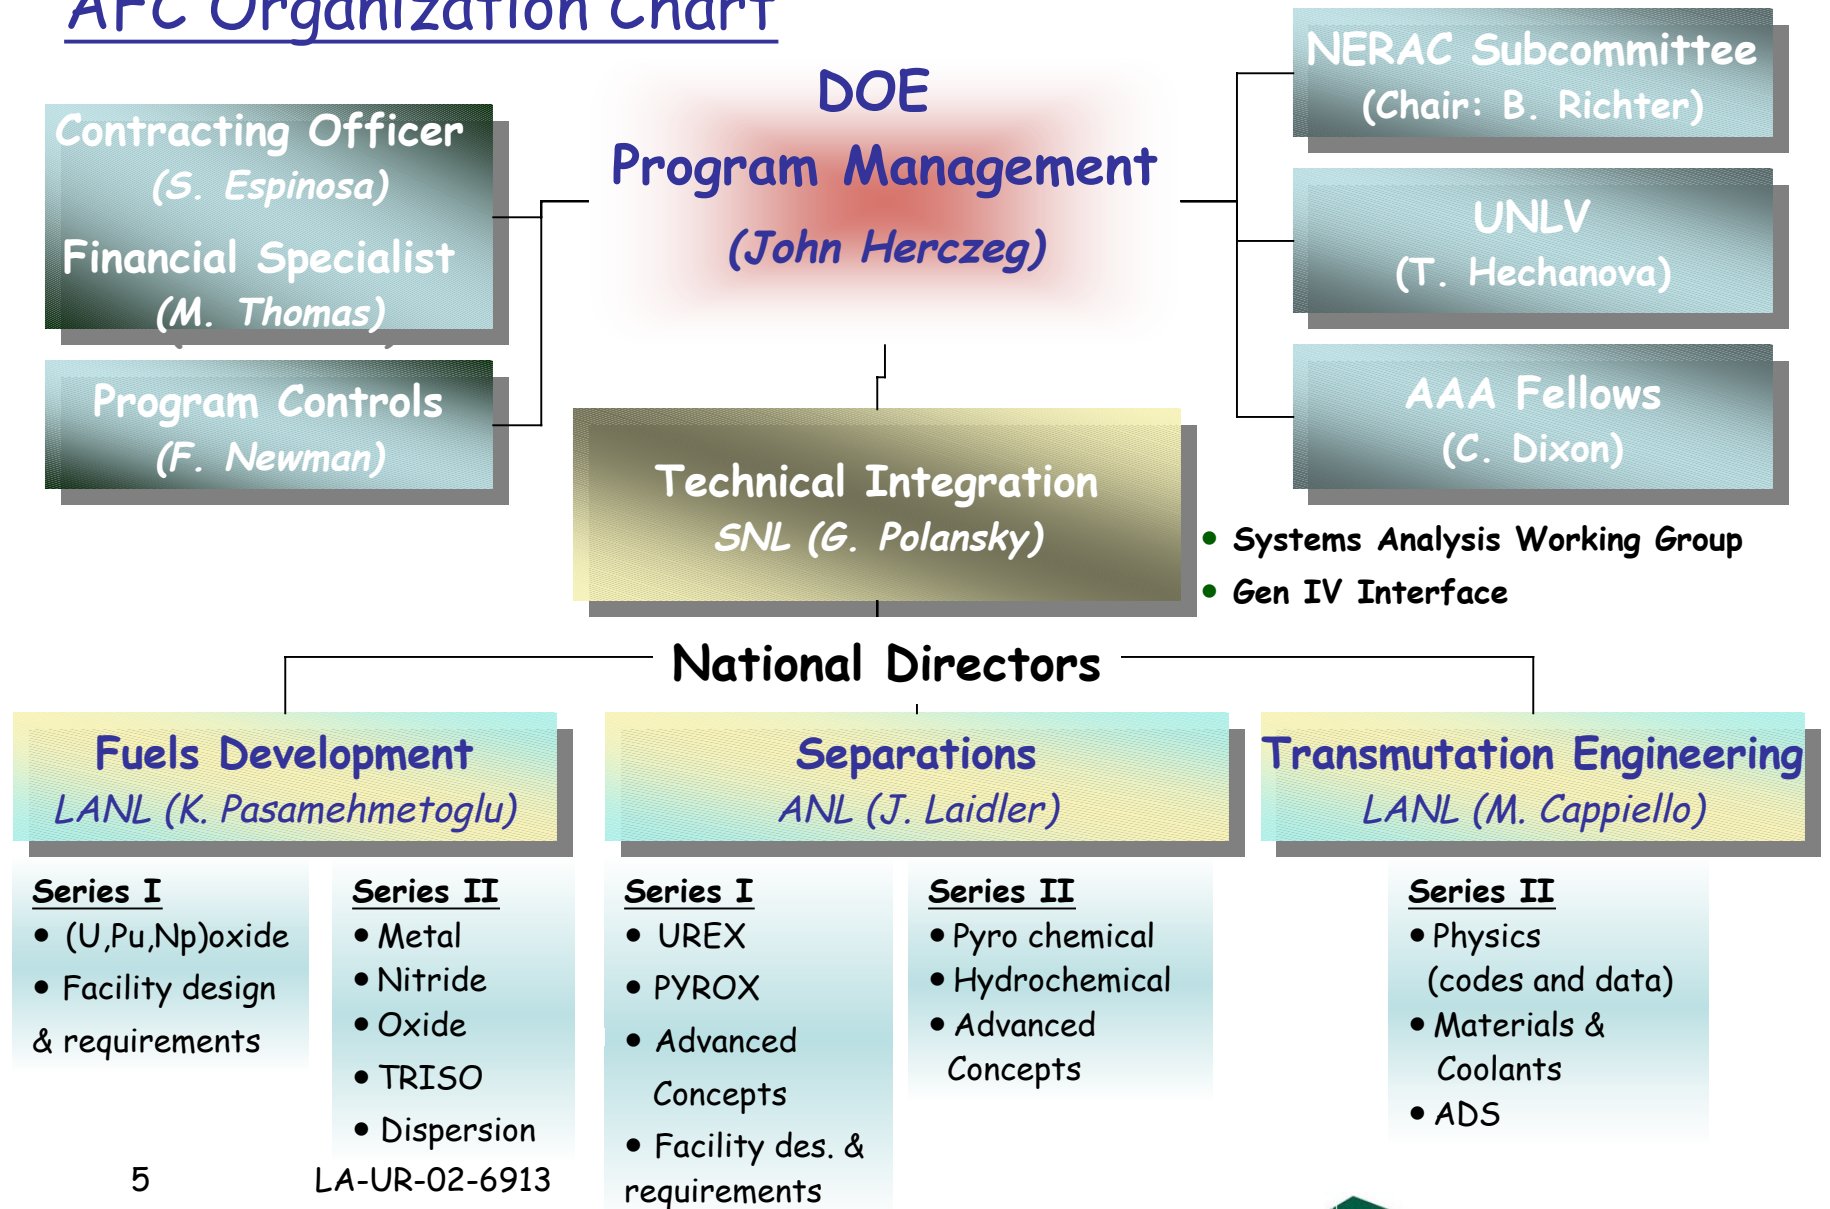 AFC Organization Chart
Contracting Officer
(S. Espinosa)
Financial Specialist
(M. Thomas)
Program Controls
(F. Newman)
DOE
Program Management
(John Herczeg)
NERAC Subcommittee
(Chair: B. Richter)
UNLV
(T. Hechanova)
AAA Fellows
(C. Dixon)
Technical Integration
SNL (G. Polansky)
• Systems Analysis Working Group
• Gen IV Interface
National Directors
Fuels Development
LANL (K. Pasamehmetoglu)
Series I
• (U,Pu,Np)oxide
• Facility design
& requirements
Series II
• Metal
• Nitride
• Oxide
• TRISO
• Dispersion
Separations
ANL (J. Laidler)
Series I
• UREX
• PYROX
• Advanced
Concepts
• Facility des. &
requirements
Series II
• Pyro chemical
• Hydrochemical
• Advanced
Concepts
Transmutation Engineering
LANL (M. Cappiello)
Series II
• Physics
(codes and data)
• Materials &
Coolants
• ADS
5
LA-UR-02-6913